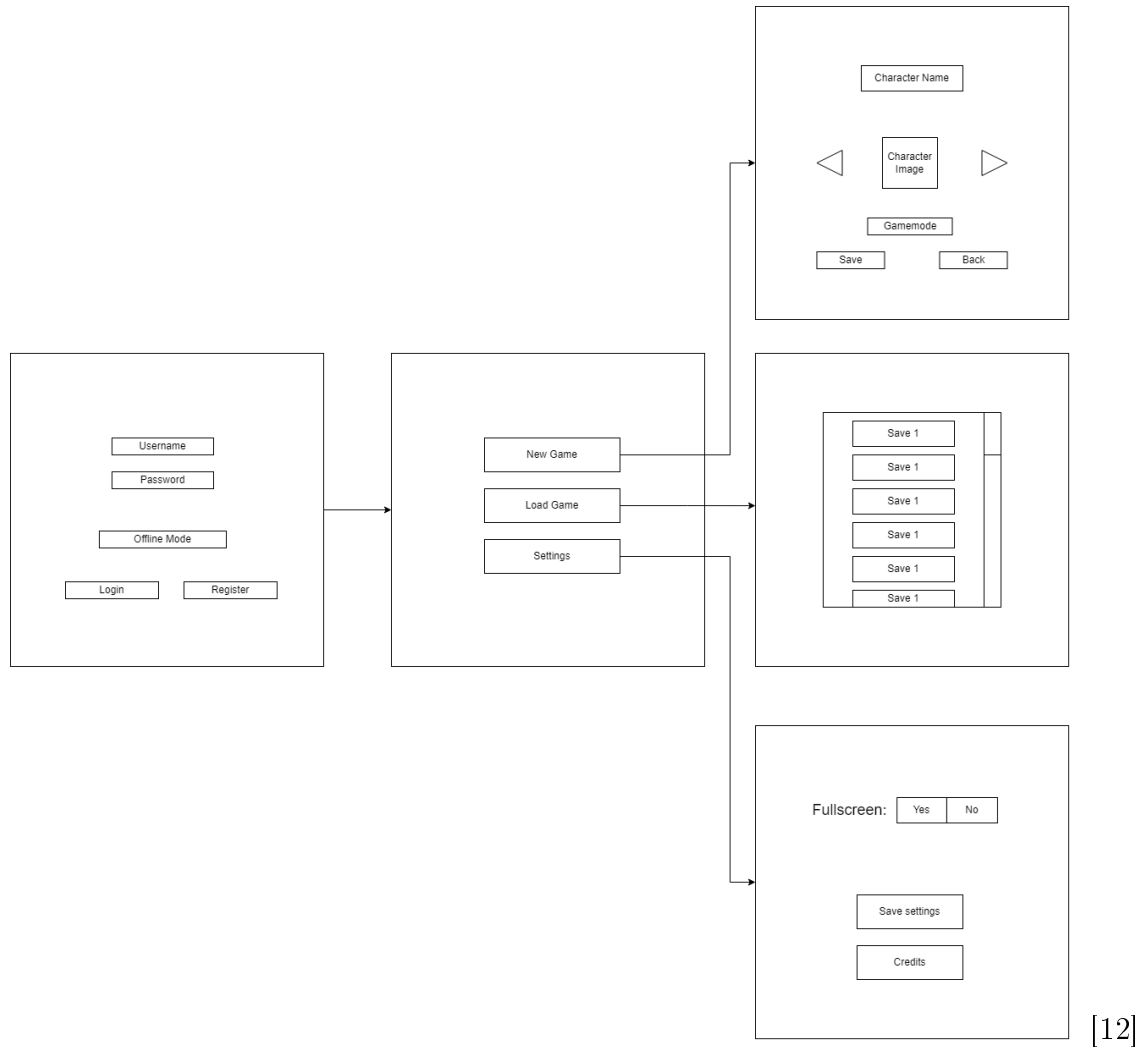 Username
Password
Offline Mode
Login
Register
New Game
Load Game
Settings
Character Name
Character
Image
Gamemode
Save
Back
Save 1
Save 1
Save 1
Save 1
Save 1
Save 1
Fullscreen:
Yes
No
Save settings
Credits
[12]